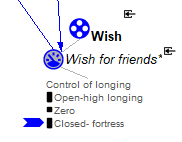 Wish
Wish for friends*
Control of longing
Open-high longing
Zero
Closed- fortress